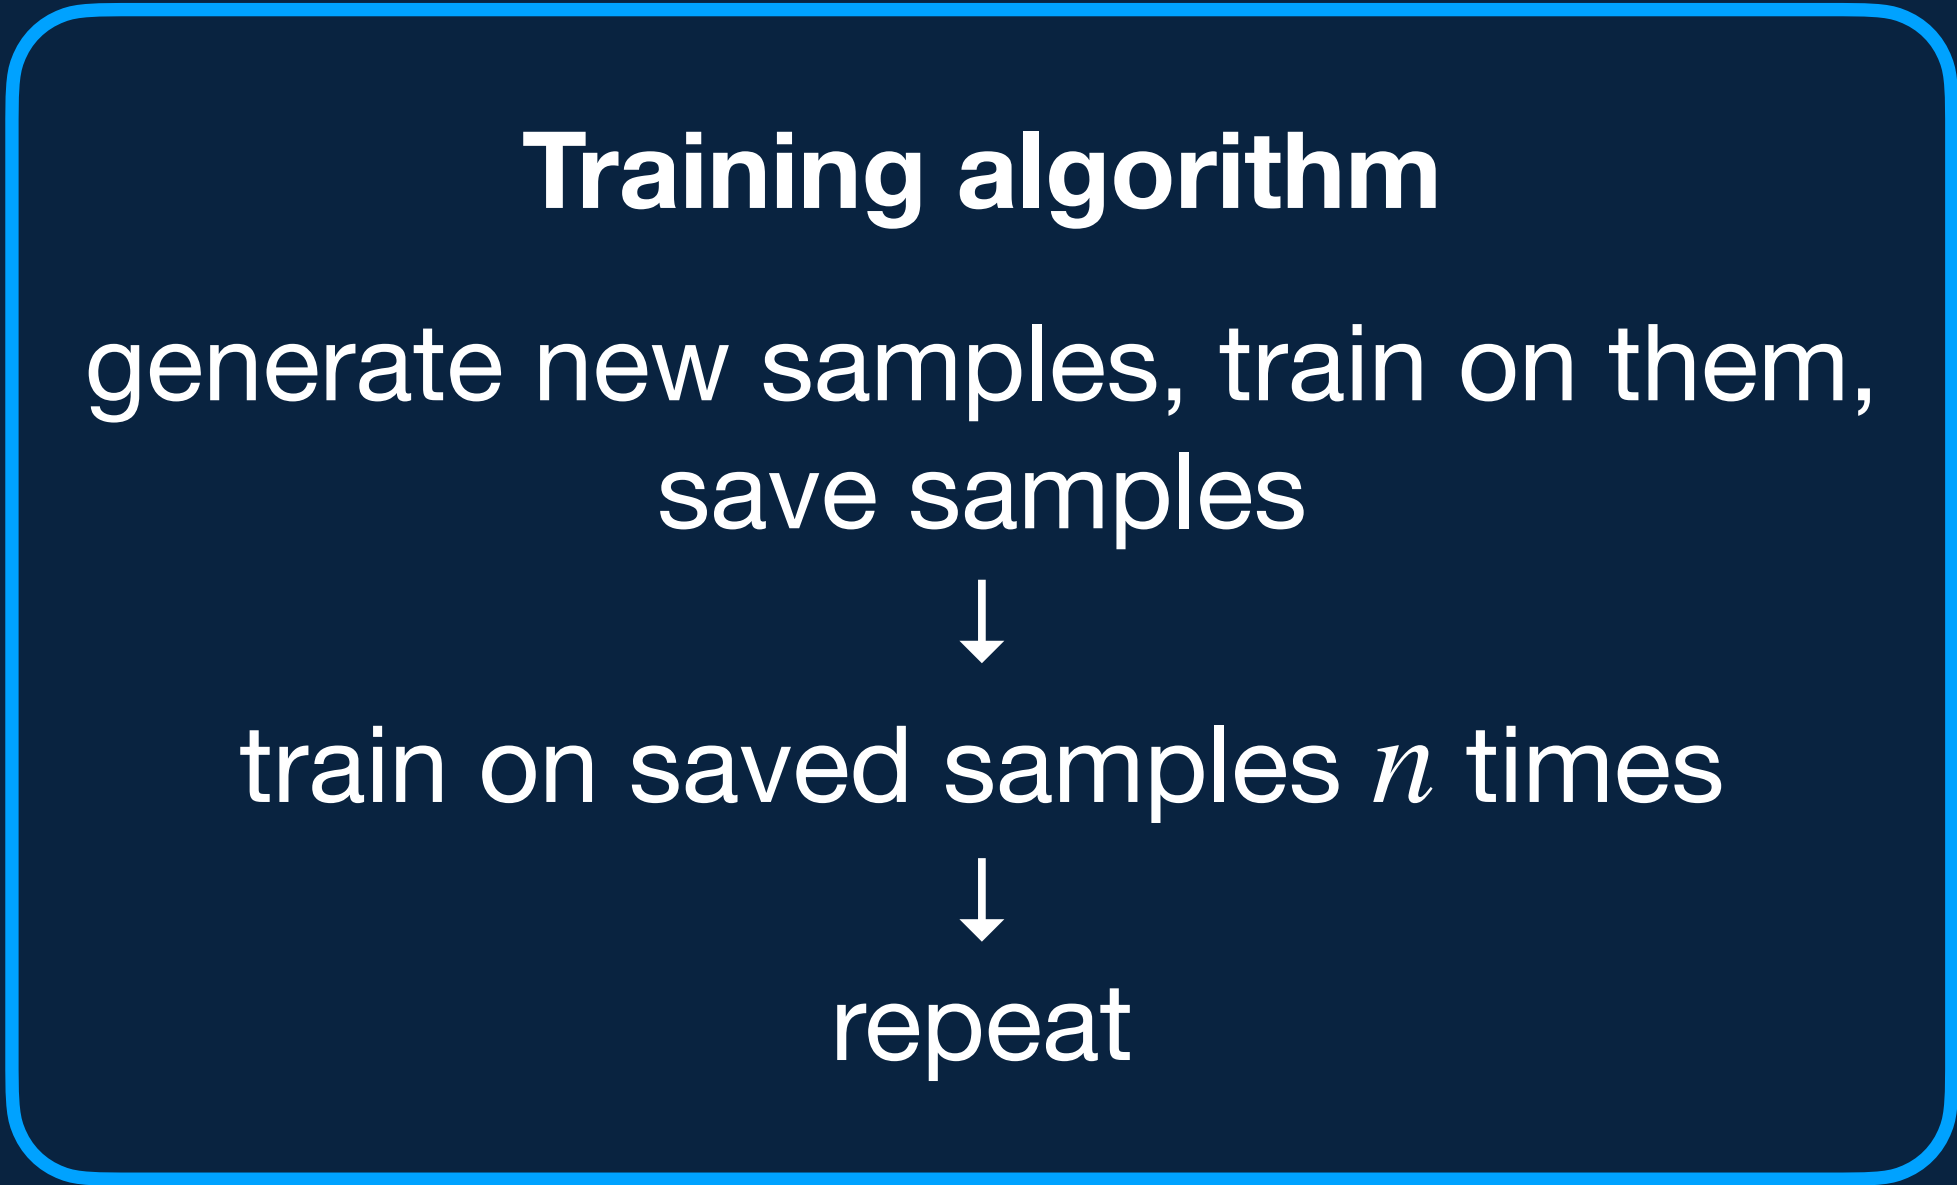 Training algorithm
generate new samples, train on them,
save samples
↓
train on saved samples n times
↓
repeat